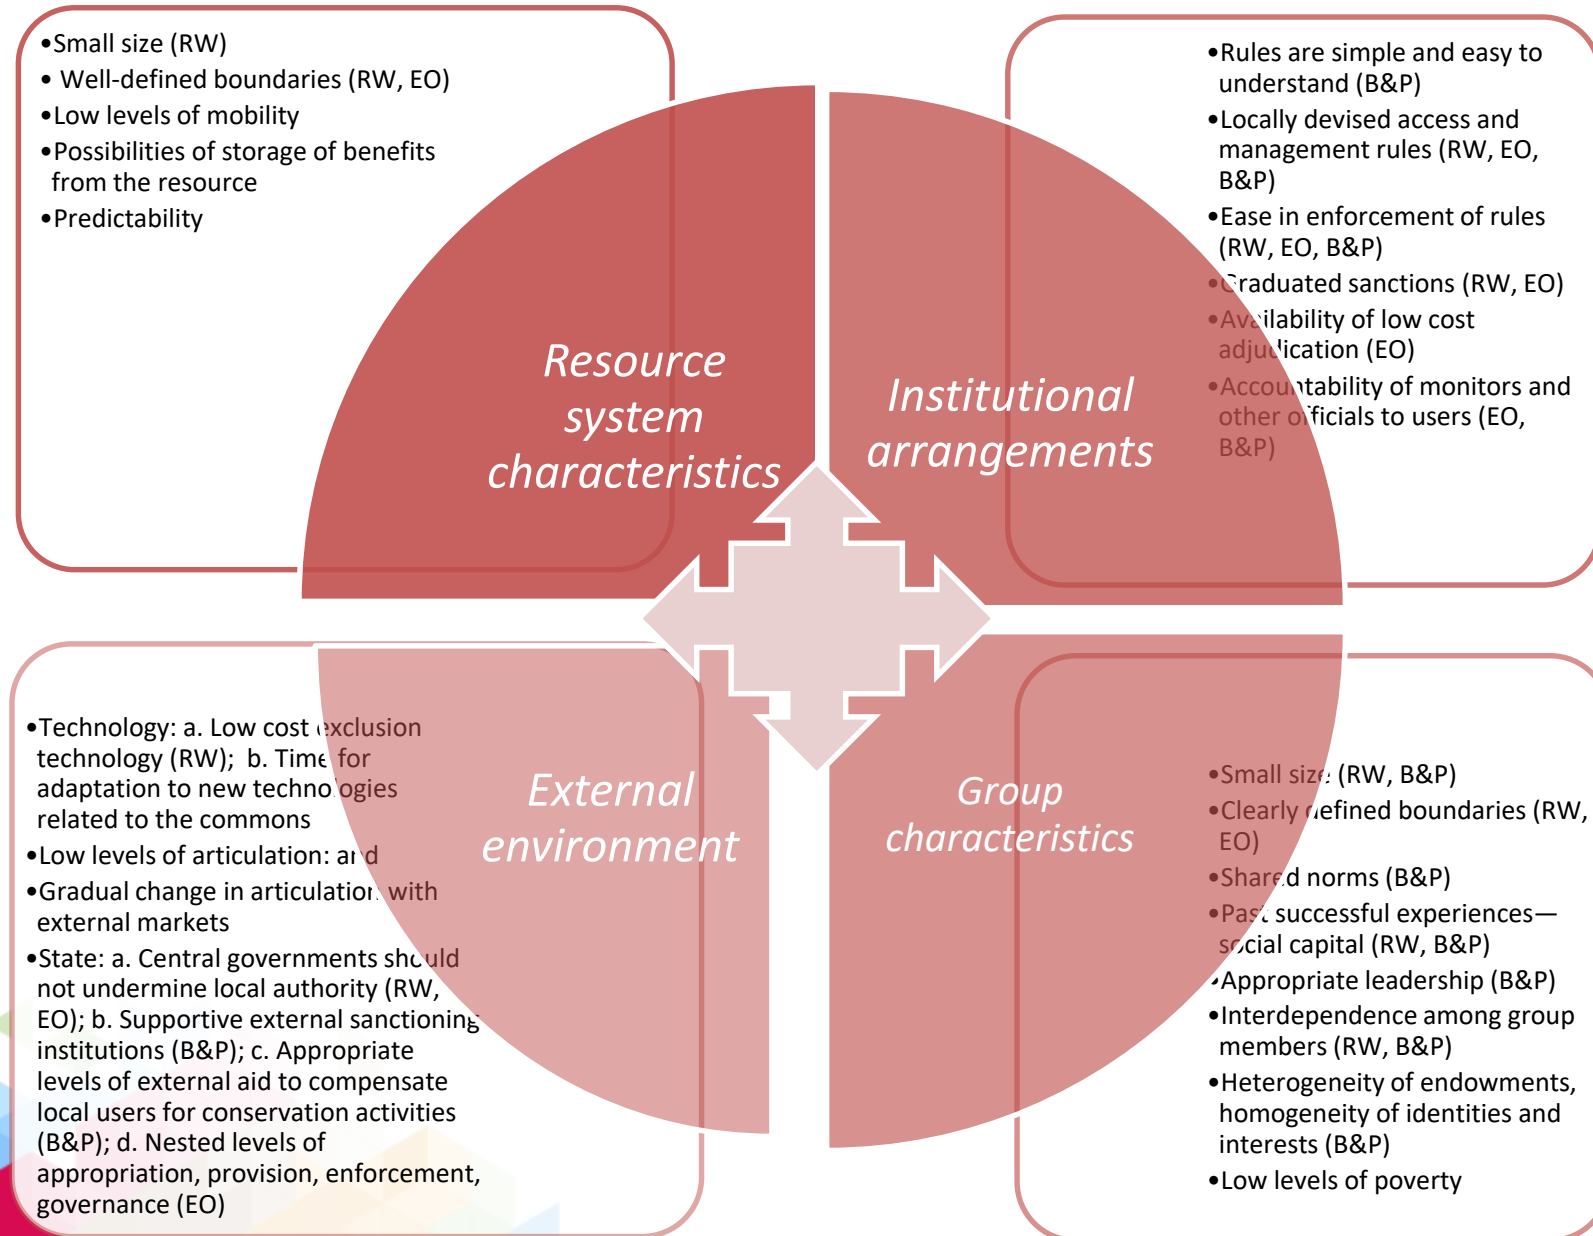 •Small size (RW)
• Well-defined boundaries (RW, EO)
•Low levels of mobility
•Possibilities of storage of benefits
from the resource
•Predictability
Resource
system
characteristics
•Rules are simple and easy to
understand (B&P)
•Locally devised access and
management rules (RW, EO,
B&P)
•Ease in enforcement of rules
(RW, EO, B&P)
•Graduated sanctions (RW, EO)
•Availability of low cost
adjudication (EO)
•Accountability of monitors and
other officials to users (EO,
B&P)
Institutional
arrangements
•Technology: a. Low cost exclusion
technology (RW);  b. Time for
adaptation to new technologies
related to the commons
•Low levels of articulation: and
•Gradual change in articulation with
external markets
•State: a. Central governments should
not undermine local authority (RW,
EO); b. Supportive external sanctioning
institutions (B&P); c. Appropriate
levels of external aid to compensate
local users for conservation activities
(B&P); d. Nested levels of
appropriation, provision, enforcement,
governance (EO)
External
environment
Group
characteristics
•Small size (RW, B&P)
•Clearly defined boundaries (RW,
EO)
•Shared norms (B&P)
•Past successful experiences—
social capital (RW, B&P)
•Appropriate leadership (B&P)
•Interdependence among group
members (RW, B&P)
•Heterogeneity of endowments,
homogeneity of identities and
interests (B&P)
•Low levels of poverty